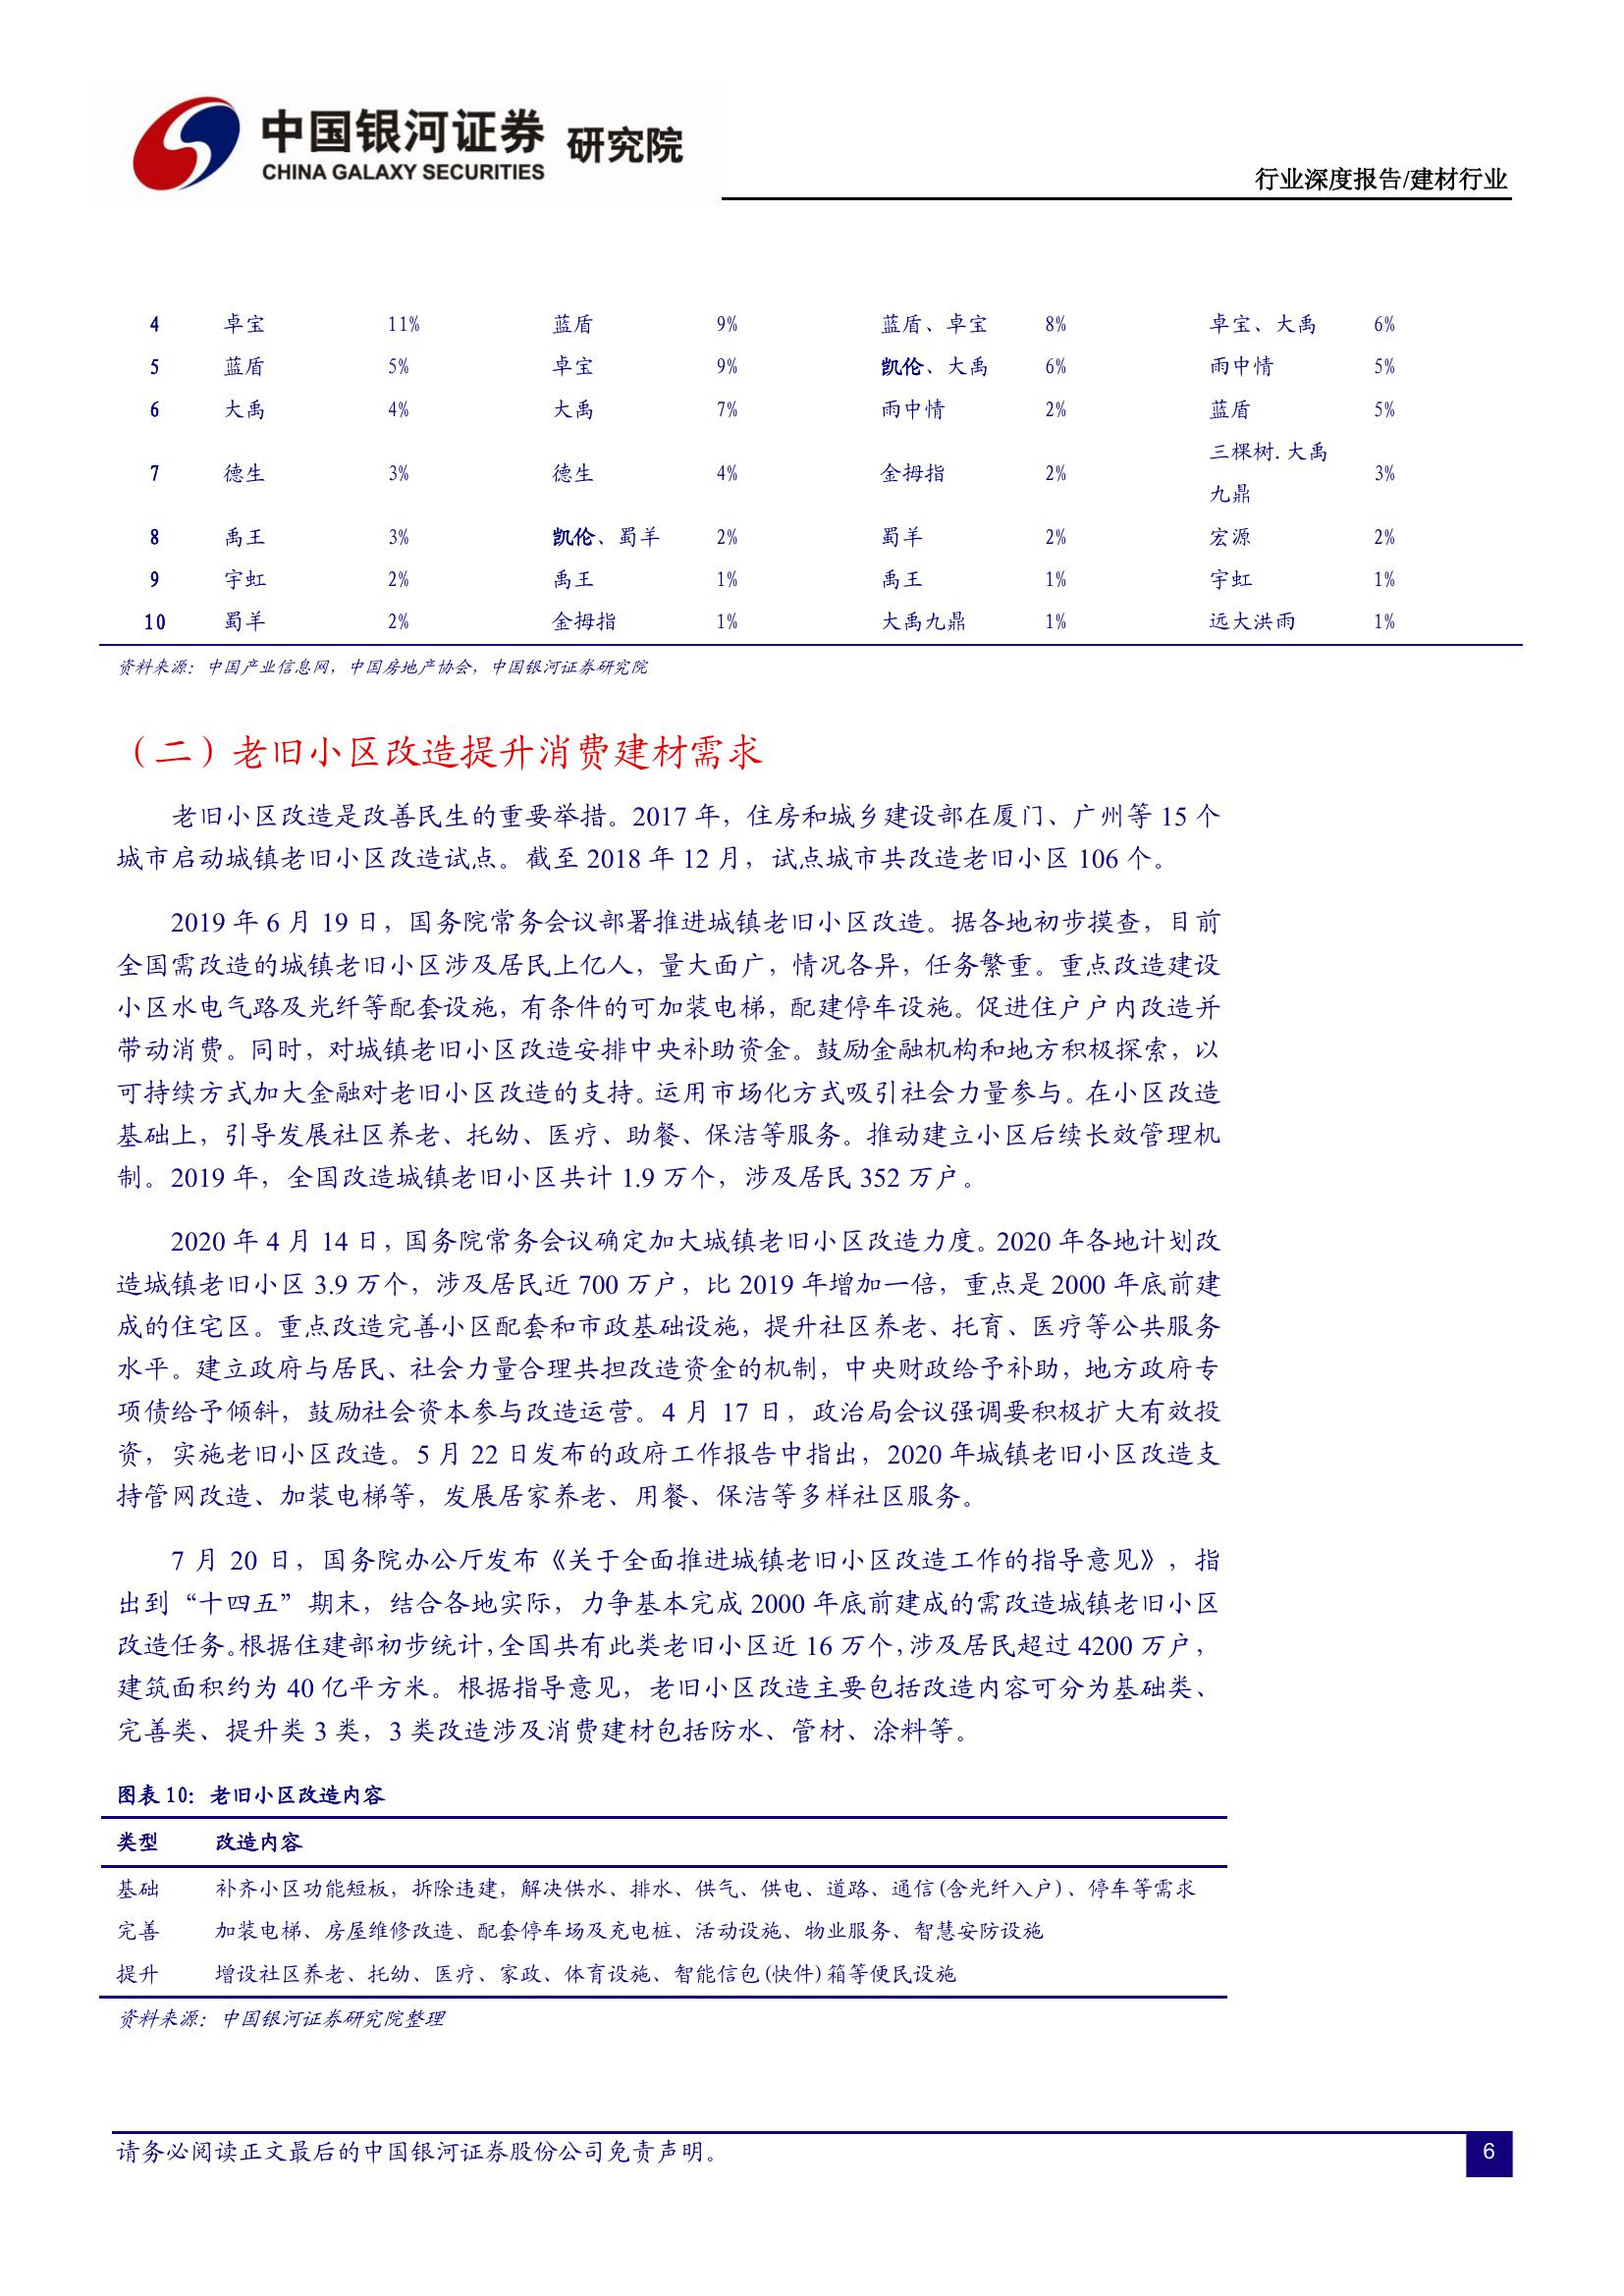 中国银河证券 研究院
CHINA GALAXY SECURITIES
行业深度报告/建材行业
4 卓宝 11% 蓝盾 9% 蓝盾、卓宝 8% 卓宝、大禹 6%
5 蓝盾 5% 卓宝 9% 凯伦、大禹 6% 雨中情 5%
6 大禹 4% 大禹 7% 雨中情 2% 蓝盾 5%
7 德生 3% 德生 4% 金拇指 2% 三棵树.大禹 3%
九鼎
8 禹王 3% 凯伦、蜀羊 2% 蜀羊 2% 宏源 2%
9 宇虹 2% 禹王 1% 禹王 1% 宇虹 1%
10 蜀羊 2% 金拇指 1% 大禹九鼎 1% 远大洪雨 1%
资料来源：中国产业信息网，中国房地产协会，中国银河证券研究院
（二）老旧小区改造提升消费建材需求
老旧小区改造是改善民生的重要举措。2017 年，住房和城乡建设部在厦门、广州等 15 个
城市启动城镇老旧小区改造试点。截至 2018 年 12 月，试点城市共改造老旧小区 106 个。
2019 年 6 月 19 日，国务院常务会议部署推进城镇老旧小区改造。据各地初步摸查，目前
全国需改造的城镇老旧小区涉及居民上亿人，量大面广，情况各异，任务繁重。重点改造建设
小区水电气路及光纤等配套设施，有条件的可加装电梯，配建停车设施。促进住户户内改造并
带动消费。同时，对城镇老旧小区改造安排中央补助资金。鼓励金融机构和地方积极探索，以
可持续方式加大金融对老旧小区改造的支持。运用市场化方式吸引社会力量参与。在小区改造
基础上，引导发展社区养老、托幼、医疗、助餐、保洁等服务。推动建立小区后续长效管理机
制。2019 年，全国改造城镇老旧小区共计 1.9 万个，涉及居民 352 万户。
2020 年 4 月 14 日，国务院常务会议确定加大城镇老旧小区改造力度。2020 年各地计划改
造城镇老旧小区 3.9 万个，涉及居民近 700 万户，比 2019 年增加一倍，重点是 2000 年底前建
成的住宅区。重点改造完善小区配套和市政基础设施，提升社区养老、托育、医疗等公共服务
水平。建立政府与居民、社会力量合理共担改造资金的机制，中央财政给予补助，地方政府专
项债给予倾斜，鼓励社会资本参与改造运营。4 月 17 日，政治局会议强调要积极扩大有效投
资，实施老旧小区改造。5 月 22 日发布的政府工作报告中指出，2020 年城镇老旧小区改造支
持管网改造、加装电梯等，发展居家养老、用餐、保洁等多样社区服务。
7 月 20 日，国务院办公厅发布《关于全面推进城镇老旧小区改造工作的指导意见》，指
出到“十四五”期末，结合各地实际，力争基本完成 2000 年底前建成的需改造城镇老旧小区
改造任务。根据住建部初步统计，全国共有此类老旧小区近 16 万个，涉及居民超过 4200 万户，
建筑面积约为 40 亿平方米。根据指导意见，老旧小区改造主要包括改造内容可分为基础类、
完善类、提升类 3 类，3 类改造涉及消费建材包括防水、管材、涂料等。
图表 10：老旧小区改造内容
类型 改造内容
基础 补齐小区功能短板，拆除违建，解决供水、排水、供气、供电、道路、通信(含光纤入户)、停车等需求
完善 加装电梯、房屋维修改造、配套停车场及充电桩、活动设施、物业服务、智慧安防设施
提升 增设社区养老、托幼、医疗、家政、体育设施、智能信包(快件)箱等便民设施
资料来源：中国银河证券研究院整理
请务必阅读正文最后的中国银河证券股份公司免责声明。
6